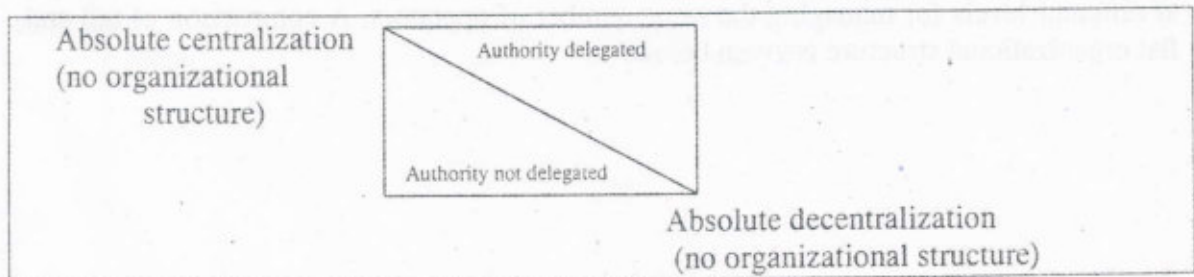 Absolute centralization
(no organizational
structure)
Authority delegated
Authority not delegated
Absolute decentralization
(no organizational structure)